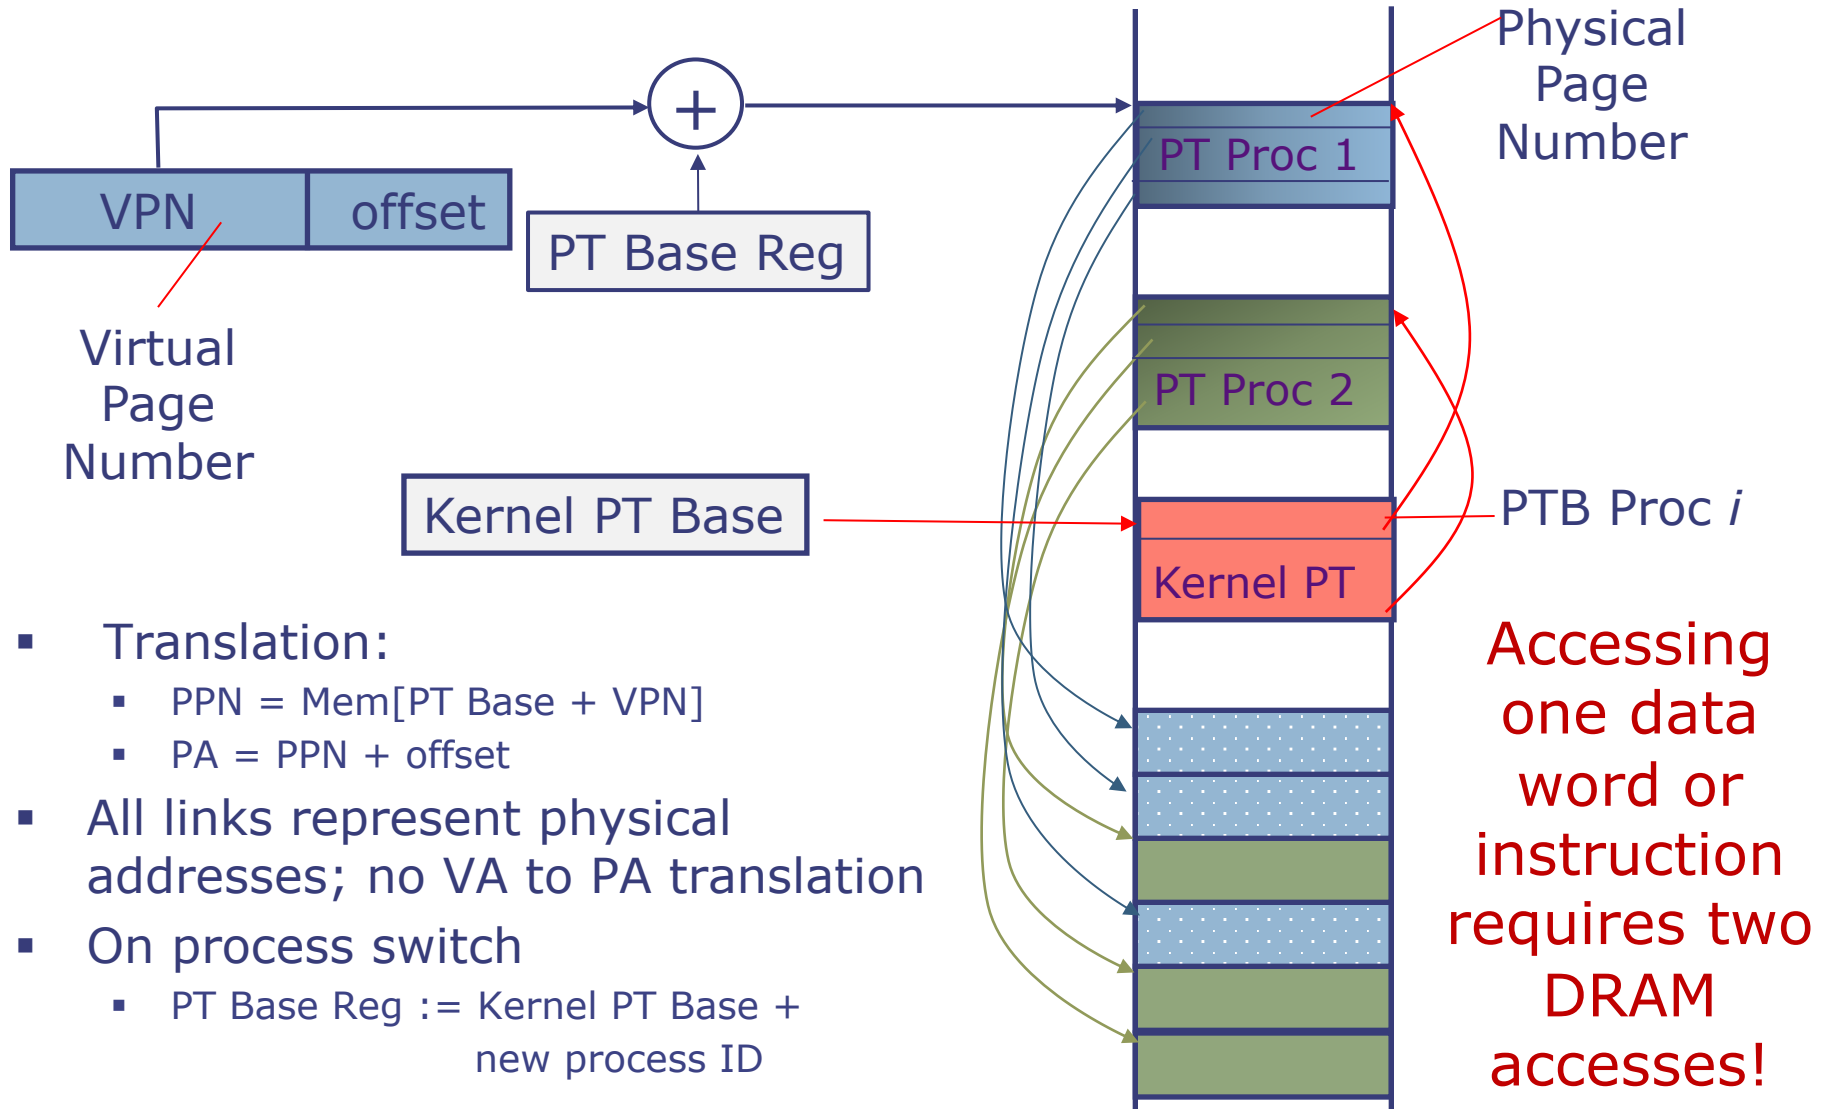 Physical
Page
Number
+
PT Proc 1
VPN
offset
PT Base Reg
Virtual
Page
Number
PT Proc 2
Kernel PT Base
PTB Proc i
Kernel PT
▪ Translation:
▪ PPN = Mem[PT Base + VPN]
▪ PA = PPN + offset
▪ All links represent physical
addresses; no VA to PA translation
▪ On process switch
▪ PT Base Reg := Kernel PT Base +
new process ID
Accessing
one data
word or
instruction
requires two
DRAM
accesses!